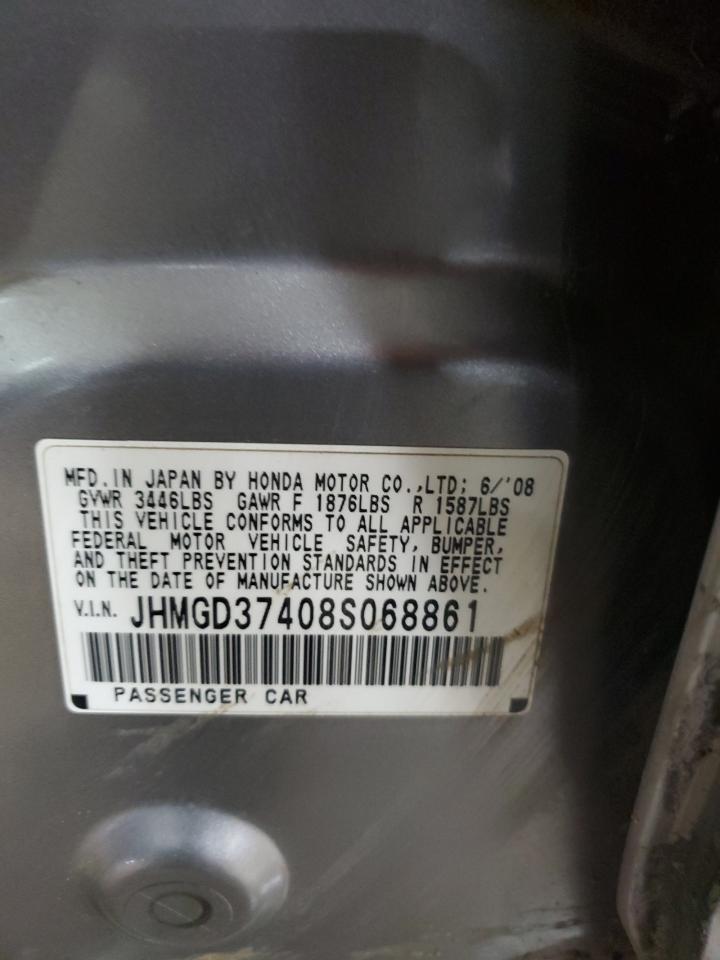 MFD.IN JAPAN BY HONDA MOTOR CO.,LTD; 6/'08
GVWR 3446LBS GAWR F 1876LBS R 1587LBS
THIS VEHICLE CONFORMS TO ALL APPLICABLE
FEDERAL MOTOR VEHICLE SAFETY, BUMPER,
AND THEFT PREVENTION STANDARDS IN EFFECT
ON THE DATE OF MANUFACTURE SHOWN ABOVE.
V.I.N. JHMGD37408S068861
PASSENGER CAR